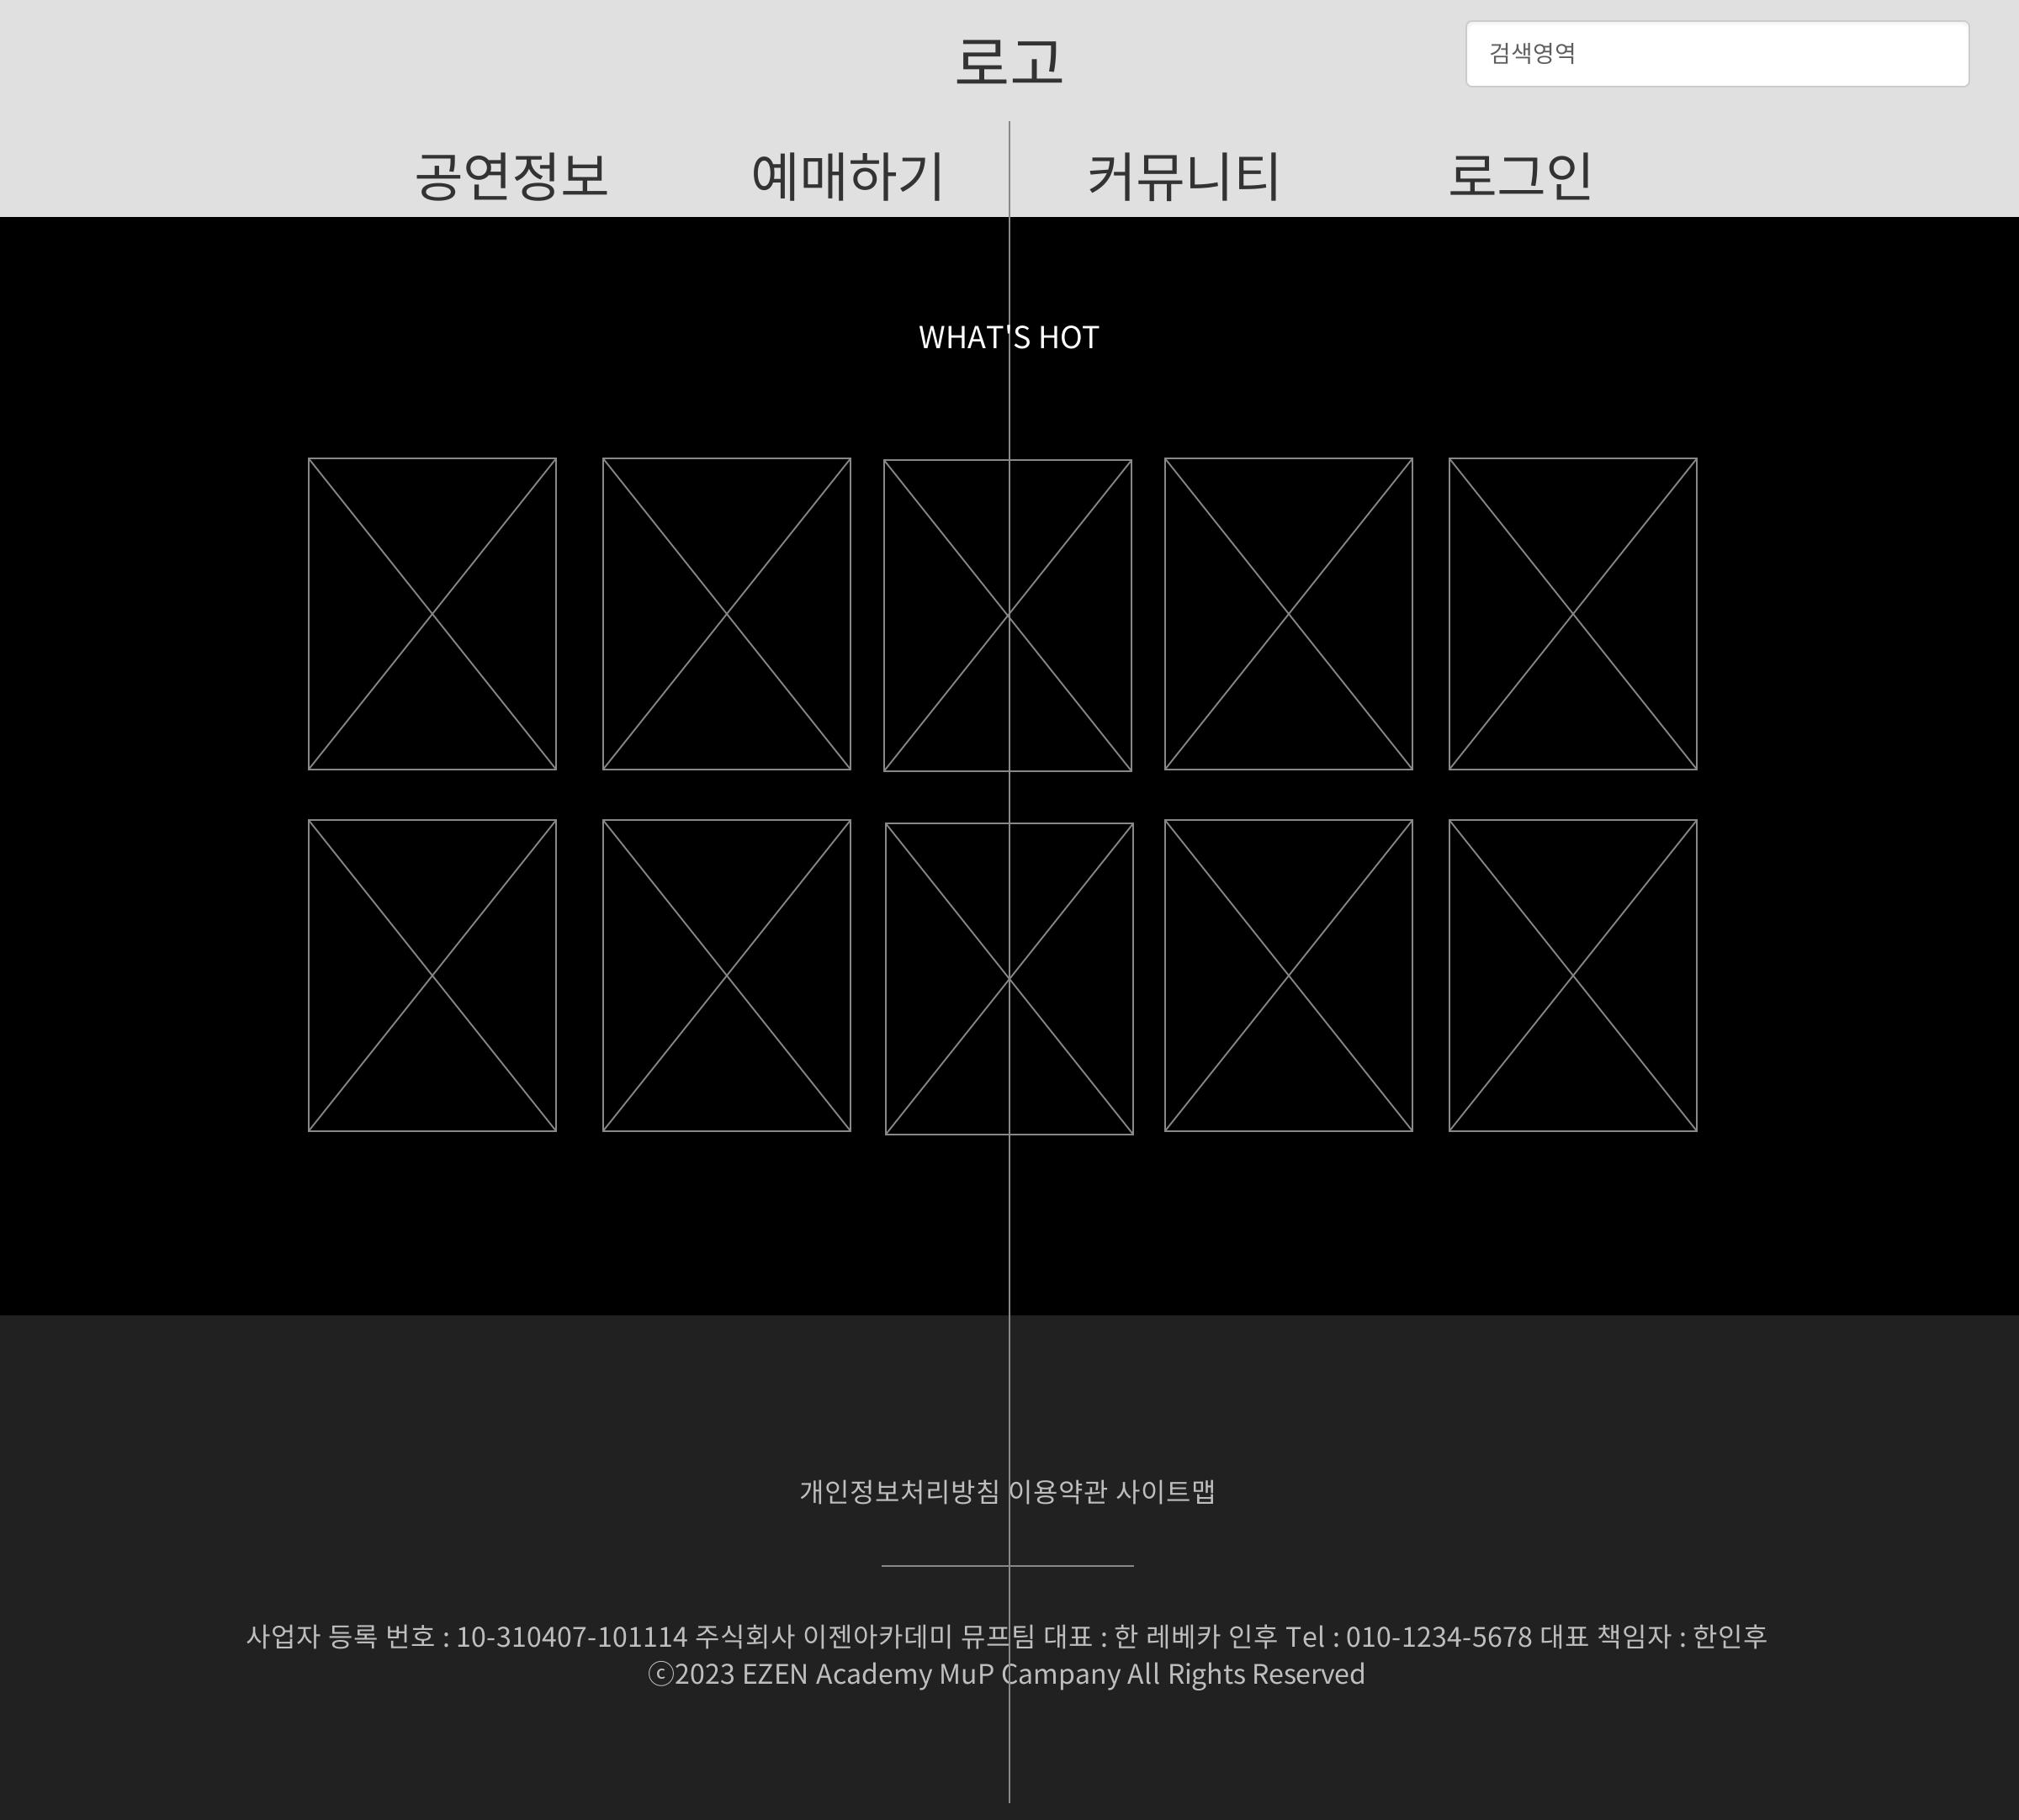 로고
검색영역
공연정보 예매하기 커뮤니티 로그인
WHAT'S HOT
개인정보처리방침 이용약관 사이트맵
사업자 등록 번호 : 10-310407-101114 주식회사 이젠아카데미 뮤프팀 대표 : 한 레베카 인후 Tel : 010-1234-5678 대표 책임자 : 한인후
ⓒ2023 EZEN Academy MuP Campany All Rights Reserved